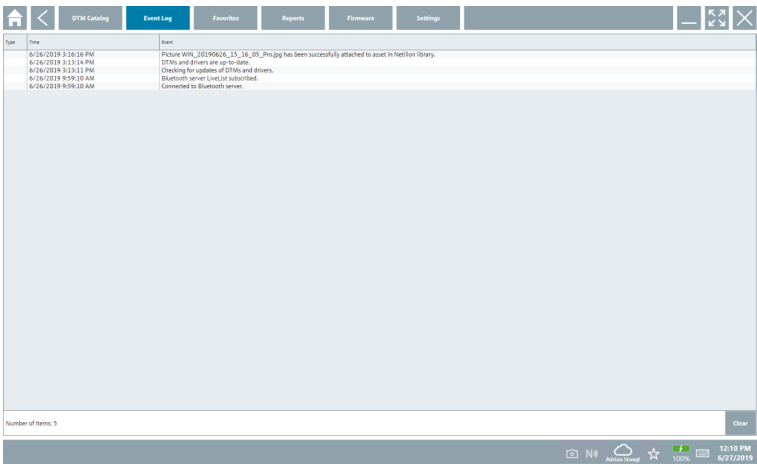 DTM Catalog Event Log Favorites Reports Firmware Settings
Type Time Event
6/26/2019 3:16:16 PM Picture WIN_20190626_15_16_05_Pro.jpg has been successfully attached to asset in Netilion library.
6/26/2019 3:13:14 PM DTMs and drivers are up-to-date.
6/26/2019 3:13:11 PM Checking for updates of DTMs and drivers.
6/26/2019 9:59:10 AM Bluetooth server LiveList subscribed.
6/26/2019 9:59:10 AM Connected to Bluetooth server.
Number of items: 5 Clear
Adrian Stangl 100% 12:10 PM
6/27/2019